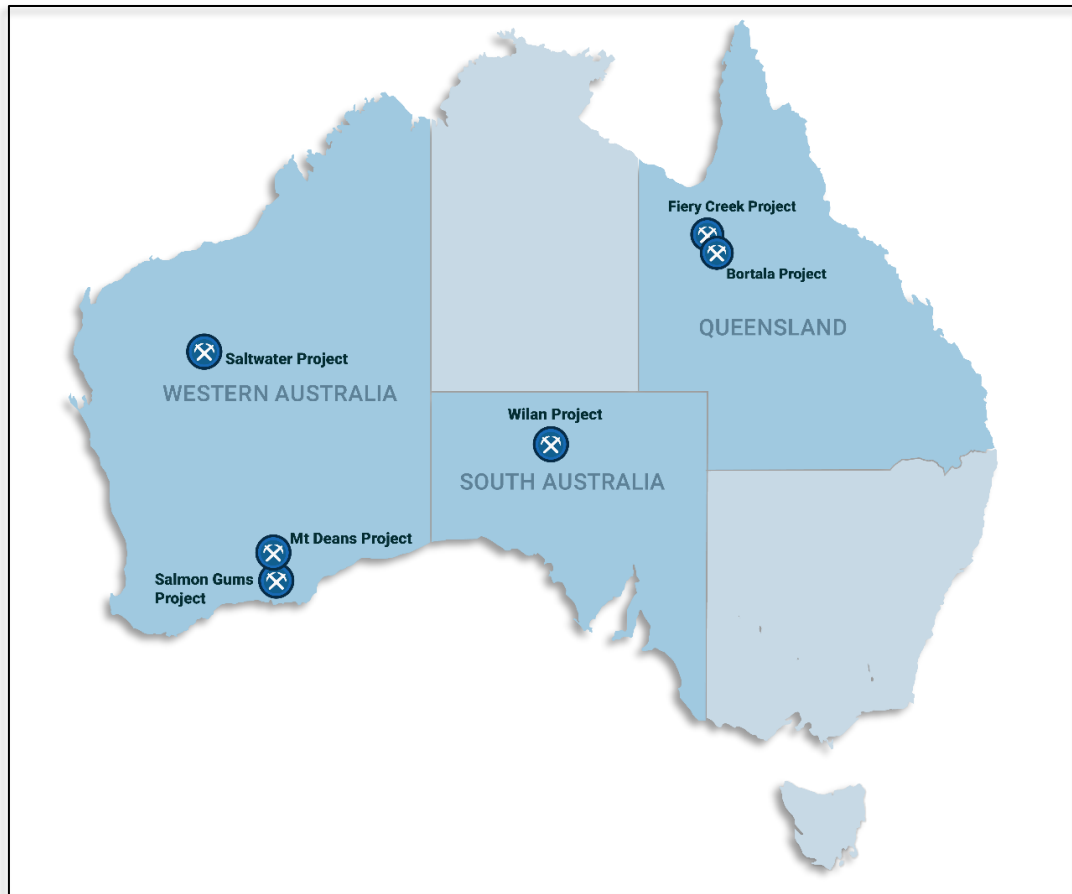 Fiery Creek Project
Bortala Project
QUEENSLAND
Saltwater Project
WESTERN AUSTRALIA
Wilan Project
SOUTH AUSTRALIA
Mt Deans Project
Salmon Gums
Project